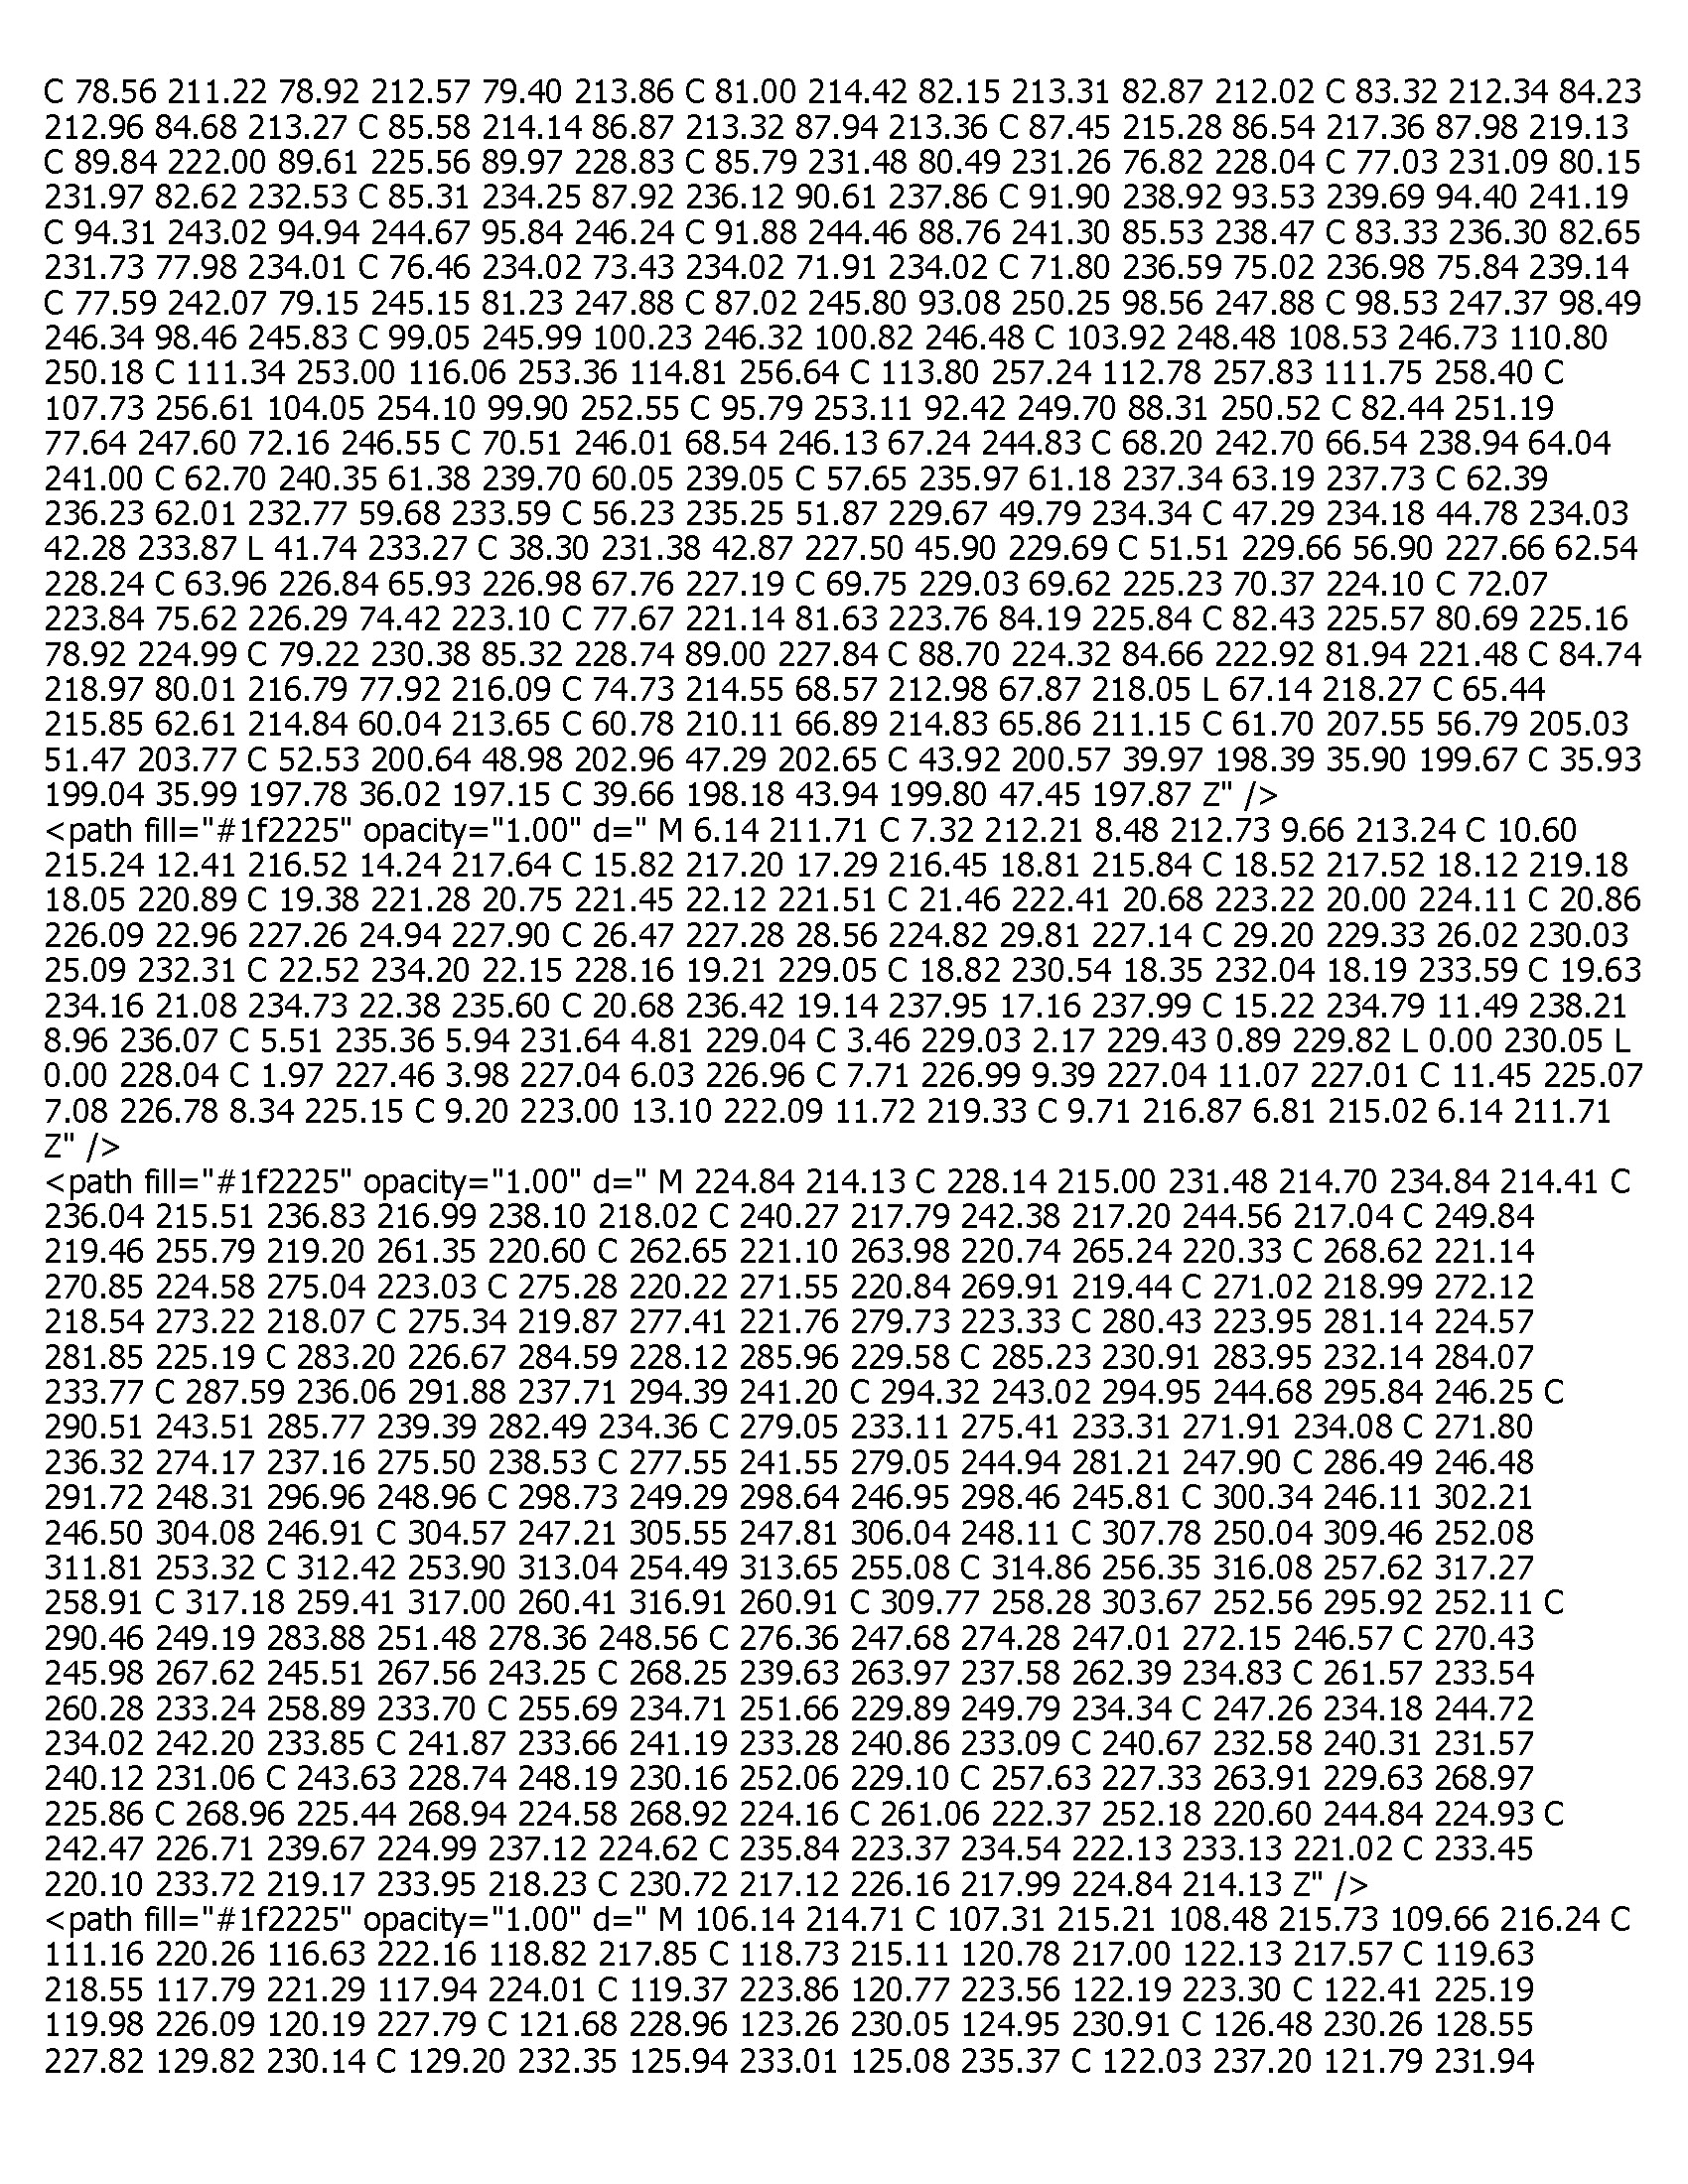 C 78.56 211.22 78.92 212.57 79.40 213.86 C 81.00 214.42 82.15 213.31 82.87 212.02 C 83.32 212.34 84.23
212.96 84.68 213.27 C 85.58 214.14 86.87 213.32 87.94 213.36 C 87.45 215.28 86.54 217.36 87.98 219.13
C 89.84 222.00 89.61 225.56 89.97 228.83 C 85.79 231.48 80.49 231.26 76.82 228.04 C 77.03 231.09 80.15
231.97 82.62 232.53 C 85.31 234.25 87.92 236.12 90.61 237.86 C 91.90 238.92 93.53 239.69 94.40 241.19
C 94.31 243.02 94.94 244.67 95.84 246.24 C 91.88 244.46 88.76 241.30 85.53 238.47 C 83.33 236.30 82.65
231.73 77.98 234.01 C 76.46 234.02 73.43 234.02 71.91 234.02 C 71.80 236.59 75.02 236.98 75.84 239.14
C 77.59 242.07 79.15 245.15 81.23 247.88 C 87.02 245.80 93.08 250.25 98.56 247.88 C 98.53 247.37 98.49
246.34 98.46 245.83 C 99.05 245.99 100.23 246.32 100.82 246.48 C 103.92 248.48 108.53 246.73 110.80
250.18 C 111.34 253.00 116.06 253.36 114.81 256.64 C 113.80 257.24 112.78 257.83 111.75 258.40 C
107.73 256.61 104.05 254.10 99.90 252.55 C 95.79 253.11 92.42 249.70 88.31 250.52 C 82.44 251.19
77.64 247.60 72.16 246.55 C 70.51 246.01 68.54 246.13 67.24 244.83 C 68.20 242.70 66.54 238.94 64.04
241.00 C 62.70 240.35 61.38 239.70 60.05 239.05 C 57.65 235.97 61.18 237.34 63.19 237.73 C 62.39
236.23 62.01 232.77 59.68 233.59 C 56.23 235.25 51.87 229.67 49.79 234.34 C 47.29 234.18 44.78 234.03
42.28 233.87 L 41.74 233.27 C 38.30 231.38 42.87 227.50 45.90 229.69 C 51.51 229.66 56.90 227.66 62.54
228.24 C 63.96 226.84 65.93 226.98 67.76 227.19 C 69.75 229.03 69.62 225.23 70.37 224.10 C 72.07
223.84 75.62 226.29 74.42 223.10 C 77.67 221.14 81.63 223.76 84.19 225.84 C 82.43 225.57 80.69 225.16
78.92 224.99 C 79.22 230.38 85.32 228.74 89.00 227.84 C 88.70 224.32 84.66 222.92 81.94 221.48 C 84.74
218.97 80.01 216.79 77.92 216.09 C 74.73 214.55 68.57 212.98 67.87 218.05 L 67.14 218.27 C 65.44
215.85 62.61 214.84 60.04 213.65 C 60.78 210.11 66.89 214.83 65.86 211.15 C 61.70 207.55 56.79 205.03
51.47 203.77 C 52.53 200.64 48.98 202.96 47.29 202.65 C 43.92 200.57 39.97 198.39 35.90 199.67 C 35.93
199.04 35.99 197.78 36.02 197.15 C 39.66 198.18 43.94 199.80 47.45 197.87 Z" />
<path fill="#1f2225" opacity="1.00" d=" M 6.14 211.71 C 7.32 212.21 8.48 212.73 9.66 213.24 C 10.60
215.24 12.41 216.52 14.24 217.64 C 15.82 217.20 17.29 216.45 18.81 215.84 C 18.52 217.52 18.12 219.18
18.05 220.89 C 19.38 221.28 20.75 221.45 22.12 221.51 C 21.46 222.41 20.68 223.22 20.00 224.11 C 20.86
226.09 22.96 227.26 24.94 227.90 C 26.47 227.28 28.56 224.82 29.81 227.14 C 29.20 229.33 26.02 230.03
25.09 232.31 C 22.52 234.20 22.15 228.16 19.21 229.05 C 18.82 230.54 18.35 232.04 18.19 233.59 C 19.63
234.16 21.08 234.73 22.38 235.60 C 20.68 236.42 19.14 237.95 17.16 237.99 C 15.22 234.79 11.49 238.21
8.96 236.07 C 5.51 235.36 5.94 231.64 4.81 229.04 C 3.46 229.03 2.17 229.43 0.89 229.82 L 0.00 230.05 L
0.00 228.04 C 1.97 227.46 3.98 227.04 6.03 226.96 C 7.71 226.99 9.39 227.04 11.07 227.01 C 11.45 225.07
7.08 226.78 8.34 225.15 C 9.20 223.00 13.10 222.09 11.72 219.33 C 9.71 216.87 6.81 215.02 6.14 211.71
Z" />
<path fill="#1f2225" opacity="1.00" d=" M 224.84 214.13 C 228.14 215.00 231.48 214.70 234.84 214.41 C
236.04 215.51 236.83 216.99 238.10 218.02 C 240.27 217.79 242.38 217.20 244.56 217.04 C 249.84
219.46 255.79 219.20 261.35 220.60 C 262.65 221.10 263.98 220.74 265.24 220.33 C 268.62 221.14
270.85 224.58 275.04 223.03 C 275.28 220.22 271.55 220.84 269.91 219.44 C 271.02 218.99 272.12
218.54 273.22 218.07 C 275.34 219.87 277.41 221.76 279.73 223.33 C 280.43 223.95 281.14 224.57
281.85 225.19 C 283.20 226.67 284.59 228.12 285.96 229.58 C 285.23 230.91 283.95 232.14 284.07
233.77 C 287.59 236.06 291.88 237.71 294.39 241.20 C 294.32 243.02 294.95 244.68 295.84 246.25 C
290.51 243.51 285.77 239.39 282.49 234.36 C 279.05 233.11 275.41 233.31 271.91 234.08 C 271.80
236.32 274.17 237.16 275.50 238.53 C 277.55 241.55 279.05 244.94 281.21 247.90 C 286.49 246.48
291.72 248.31 296.96 248.96 C 298.73 249.29 298.64 246.95 298.46 245.81 C 300.34 246.11 302.21
246.50 304.08 246.91 C 304.57 247.21 305.55 247.81 306.04 248.11 C 307.78 250.04 309.46 252.08
311.81 253.32 C 312.42 253.90 313.04 254.49 313.65 255.08 C 314.86 256.35 316.08 257.62 317.27
258.91 C 317.18 259.41 317.00 260.41 316.91 260.91 C 309.77 258.28 303.67 252.56 295.92 252.11 C
290.46 249.19 283.88 251.48 278.36 248.56 C 276.36 247.68 274.28 247.01 272.15 246.57 C 270.43
245.98 267.62 245.51 267.56 243.25 C 268.25 239.63 263.97 237.58 262.39 234.83 C 261.57 233.54
260.28 233.24 258.89 233.70 C 255.69 234.71 251.66 229.89 249.79 234.34 C 247.26 234.18 244.72
234.02 242.20 233.85 C 241.87 233.66 241.19 233.28 240.86 233.09 C 240.67 232.58 240.31 231.57
240.12 231.06 C 243.63 228.74 248.19 230.16 252.06 229.10 C 257.63 227.33 263.91 229.63 268.97
225.86 C 268.96 225.44 268.94 224.58 268.92 224.16 C 261.06 222.37 252.18 220.60 244.84 224.93 C
242.47 226.71 239.67 224.99 237.12 224.62 C 235.84 223.37 234.54 222.13 233.13 221.02 C 233.45
220.10 233.72 219.17 233.95 218.23 C 230.72 217.12 226.16 217.99 224.84 214.13 Z" />
<path fill="#1f2225" opacity="1.00" d=" M 106.14 214.71 C 107.31 215.21 108.48 215.73 109.66 216.24 C
111.16 220.26 116.63 222.16 118.82 217.85 C 118.73 215.11 120.78 217.00 122.13 217.57 C 119.63
218.55 117.79 221.29 117.94 224.01 C 119.37 223.86 120.77 223.56 122.19 223.30 C 122.41 225.19
119.98 226.09 120.19 227.79 C 121.68 228.96 123.26 230.05 124.95 230.91 C 126.48 230.26 128.55
227.82 129.82 230.14 C 129.20 232.35 125.94 233.01 125.08 235.37 C 122.03 237.20 121.79 231.94